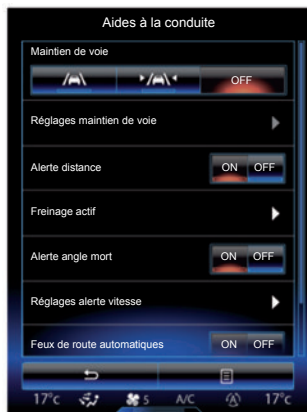 Aides à la conduite
Maintien de voie
OFF
Réglages maintien de voie
Alerte distance
ON OFF
Freinage actif
Alerte angle mort
ON OFF
Réglages alerte vitesse
Feux de route automatiques
ON OFF
17°c 5 A/C 17°c